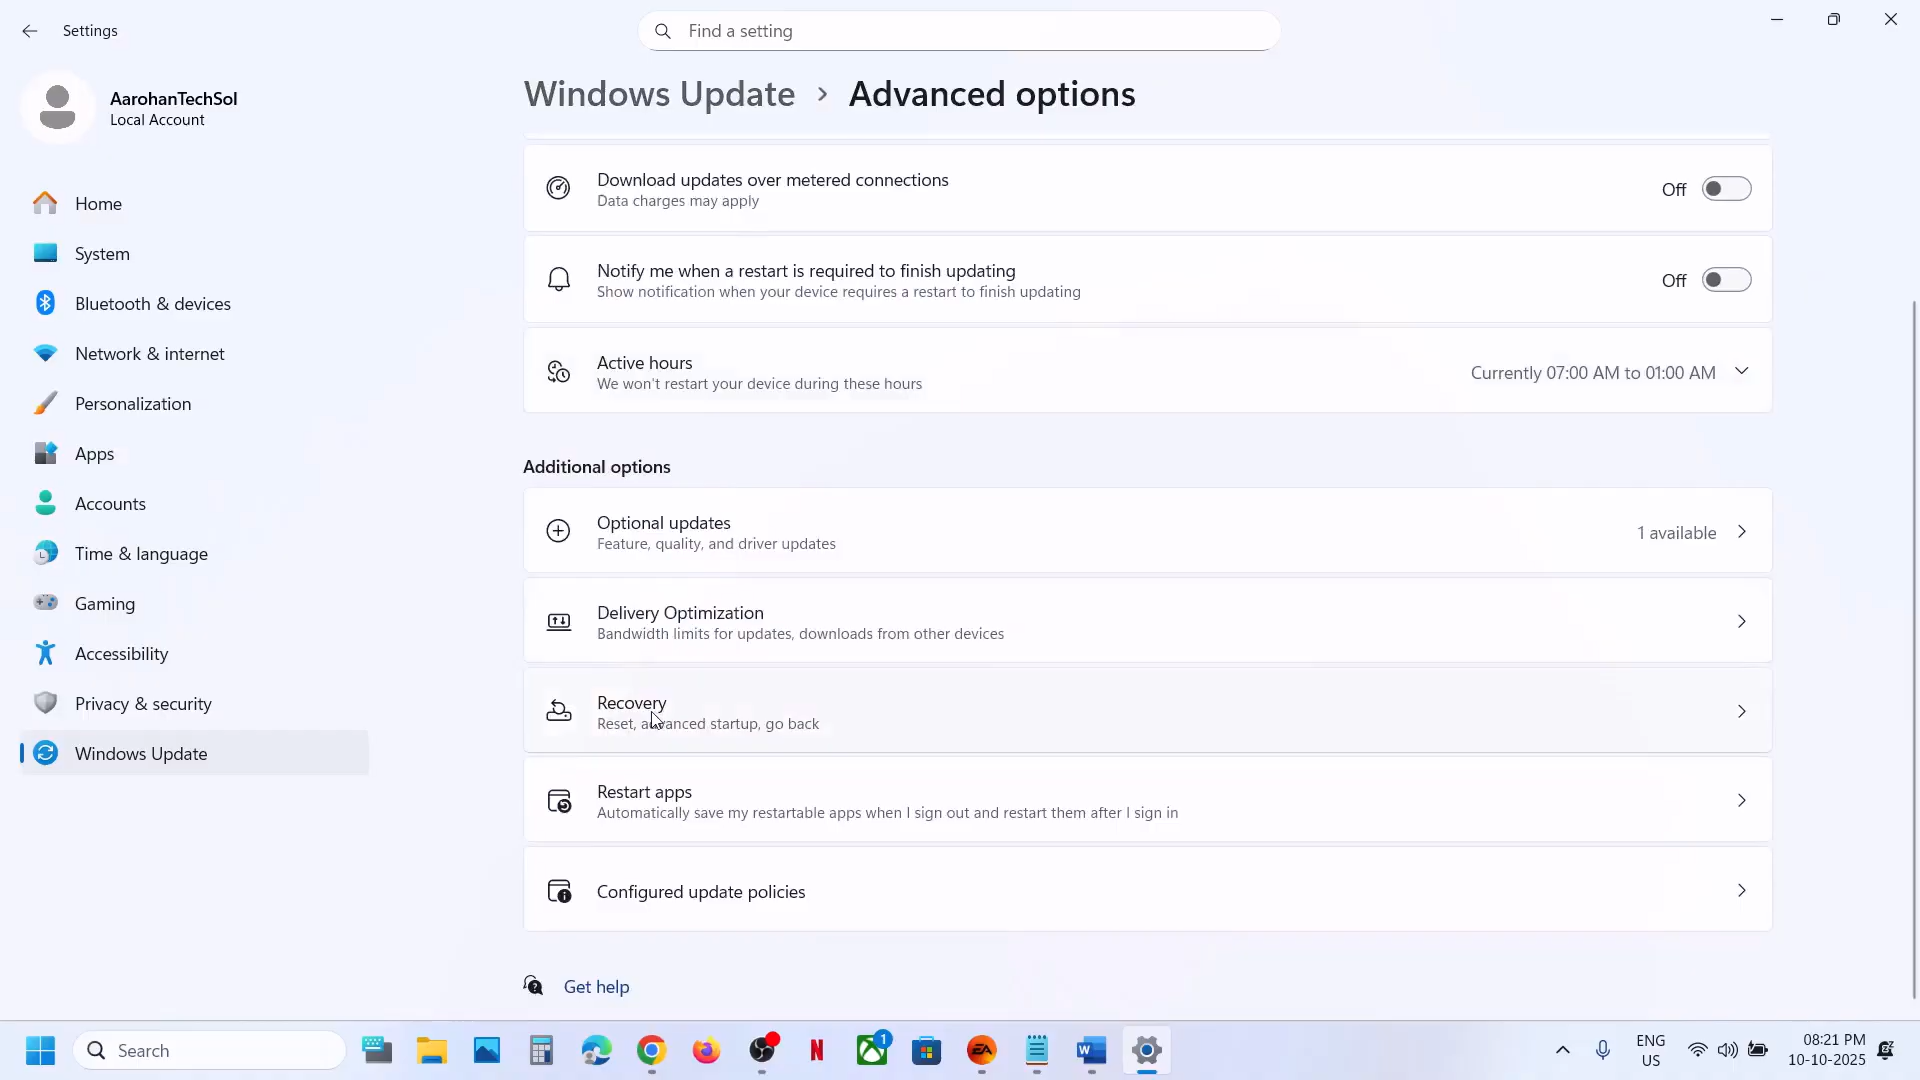 Settings
Find a setting
AarohanTechSol
Local Account
Home
System
Bluetooth & devices
Network & internet
Personalization
Apps
Accounts
Time & language
Gaming
Accessibility
Privacy & security
Windows Update
Windows Update > Advanced options
Download updates over metered connections
Data charges may apply
Off
Notify me when a restart is required to finish updating
Show notification when your device requires a restart to finish updating
Off
Active hours
We won't restart your device during these hours
Currently 07:00 AM to 01:00 AM
Additional options
Optional updates
Feature, quality, and driver updates
1 available
Delivery Optimization
Bandwidth limits for updates, downloads from other devices
Recovery
Reset, advanced startup, go back
Restart apps
Automatically save my restartable apps when I sign out and restart them after I sign in
Configured update policies
Get help
Search
1
ENG
US
08:21 PM
10-10-2025